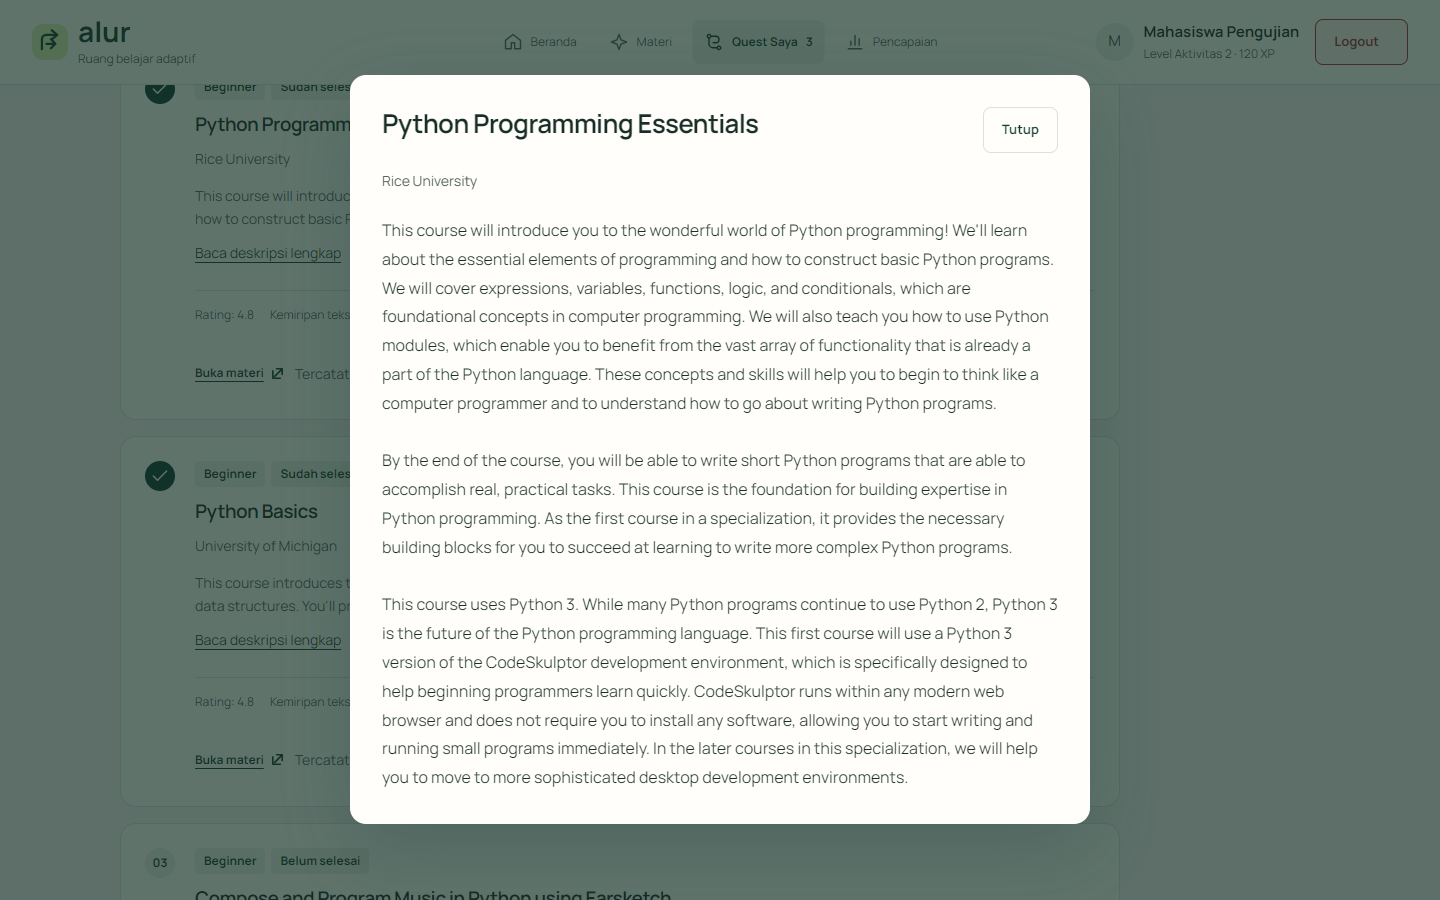 alur
Ruang belajar adaptif
Beranda
Materi
Quest Saya 3
Pencapaian
M
Mahasiswa Pengujian
Level Aktivitas 2 · 120 XP
Logout
Beginner
Python
Rice University
This course will
how to construct basic
Baca deskripsi lengkap
Rating: 4.8
Kemiripan teks
Buka materi
Python Programming Essentials
Tutup
Rice University
This course will introduce you to the wonderful world of Python programming! We'll learn
about the essential elements of programming and how to construct basic Python programs.
We will cover expressions, variables, functions, logic, and conditionals, which are
foundational concepts in computer programming. We will also teach you how to use Python
modules, which enable you to benefit from the vast array of functionality that is already a
part of the Python language. These concepts and skills will help you to begin to think like a
computer programmer and to understand how to go about writing Python programs.
By the end of the course, you will be able to write short Python programs that are able to
accomplish real, practical tasks. This course is the foundation for building expertise in
Python programming. As the first course in a specialization, it provides the necessary
building blocks for you to succeed at learning to write more complex Python programs.
This course uses Python 3. While many Python programs continue to use Python 2, Python 3
is the future of the Python programming language. This first course will use a Python 3
version of the CodeSkulptor development environment, which is specifically designed to
help beginning programmers learn quickly. CodeSkulptor runs within any modern web
browser and does not require you to install any software, allowing you to start writing and
running small programs immediately. In the later courses in this specialization, we will help
you to move to more sophisticated desktop development environments.
Beginner
Sudah
Python Basics
University of Michigan
This course introduces
data structures. You'll
Baca deskripsi lengkap
Rating: 4.8
Kemiripan teks
Buka materi
03
Beginner
Belum selesai
Compose and Program Music in Python using Earsketch